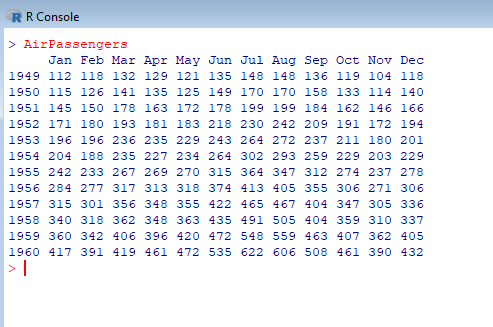 R Console
> AirPassengers
Jan Feb Mar Apr May Jun Jul Aug Sep Oct Nov Dec
1949 112 118 132 129 121 135 148 148 136 119 104 118
1950 115 126 141 135 125 149 170 170 158 133 114 140
1951 145 150 178 163 172 178 199 199 184 162 146 166
1952 171 180 193 181 183 218 230 242 209 191 172 194
1953 196 196 236 235 229 243 264 272 237 211 180 201
1954 204 188 235 227 234 264 302 293 259 229 203 229
1955 242 233 267 269 270 315 364 347 312 274 237 278
1956 284 277 317 313 318 374 413 405 355 306 271 306
1957 315 301 356 348 355 422 465 467 404 347 305 336
1958 340 318 362 348 363 435 491 505 404 359 310 337
1959 360 342 406 396 420 472 548 559 463 407 362 405
1960 417 391 419 461 472 535 622 606 508 461 390 432
>